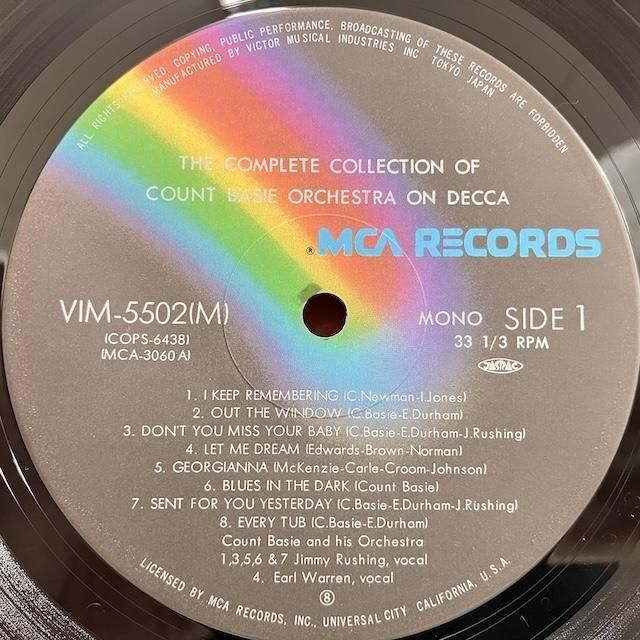 ALL RIGHTS RESERVED. COPYING, PUBLIC PERFORMANCE, BROADCASTING OF THESE RECORDS ARE FORBIDDEN
MANUFACTURED BY VICTOR MUSICAL INDUSTRIES INC TOKYO JAPAN
THE COMPLETE COLLECTION OF
COUNT BASIE ORCHESTRA ON DECCA
® MCA RECORDS
VIM-5502(M)
(COPS-6438)
(MCA-3060A)
MONO SIDE 1
33 1/3 RPM
JASRAC
1. I KEEP REMEMBERING (C.Newman-I.Jones)
2. OUT THE WINDOW (C.Basie-E.Durham)
3. DON'T YOU MISS YOUR BABY (C.Basie-E.Durham-J.Rushing)
4. LET ME DREAM (Edwards-Brown-Norman)
5. GEORGIANNA (McKenzie-Carle-Croom-Johnson)
6. BLUES IN THE DARK (Count Basie)
7. SENT FOR YOU YESTERDAY (C.Basie-E.Durham-J.Rushing)
8. EVERY TUB (C.Basie-E.Durham)
Count Basie and his Orchestra
1,3,5,6 & 7 Jimmy Rushing, vocal
4. Earl Warren, vocal
⑧
LICENSED BY MCA RECORDS, INC., UNIVERSAL CITY, CALIFORNIA, U.S.A.